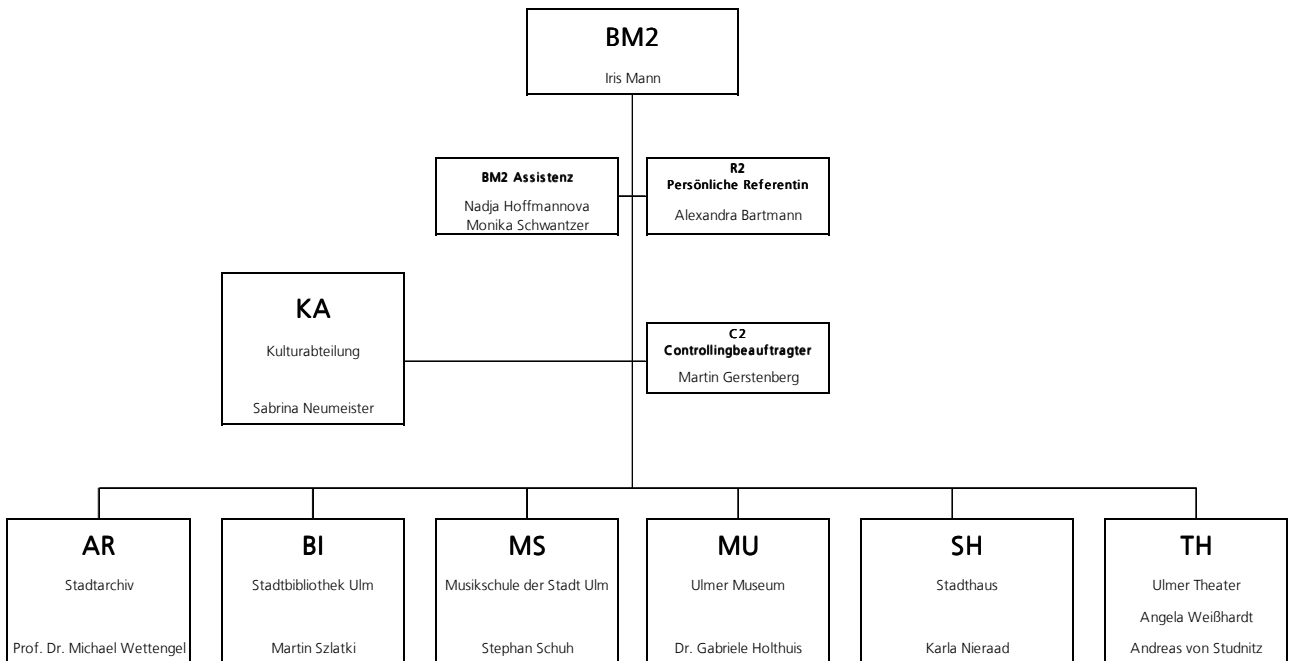 BM2
Iris Mann
BM2 Assistenz
Nadja Hoffmannova
Monika Schwantzer
R2
Persönliche Referentin
Alexandra Bartmann
KA
Kulturabteilung
Sabrina Neumeister
C2
Controllingbeauftragter
Martin Gerstenberg
AR
Stadtarchiv
Prof. Dr. Michael Wettengel
BI
Stadtbibliothek Ulm
Martin Szlatki
MS
Musikschule der Stadt Ulm
Stephan Schuh
MU
Ulmer Museum
Dr. Gabriele Holthuis
SH
Stadthaus
Karla Nieraad
TH
Ulmer Theater
Angela Weißhardt
Andreas von Studnitz